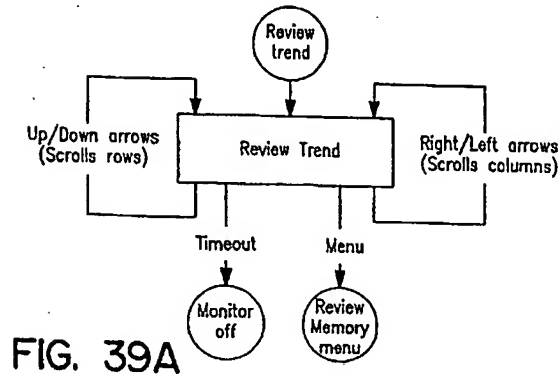 Review
trend
Up/Down arrows
(Scrolls rows)
Review Trend
Right/Left arrows
(Scrolls columns)
Timeout
Menu
Monitor
off
Review
Memory
menu
FIG. 39A